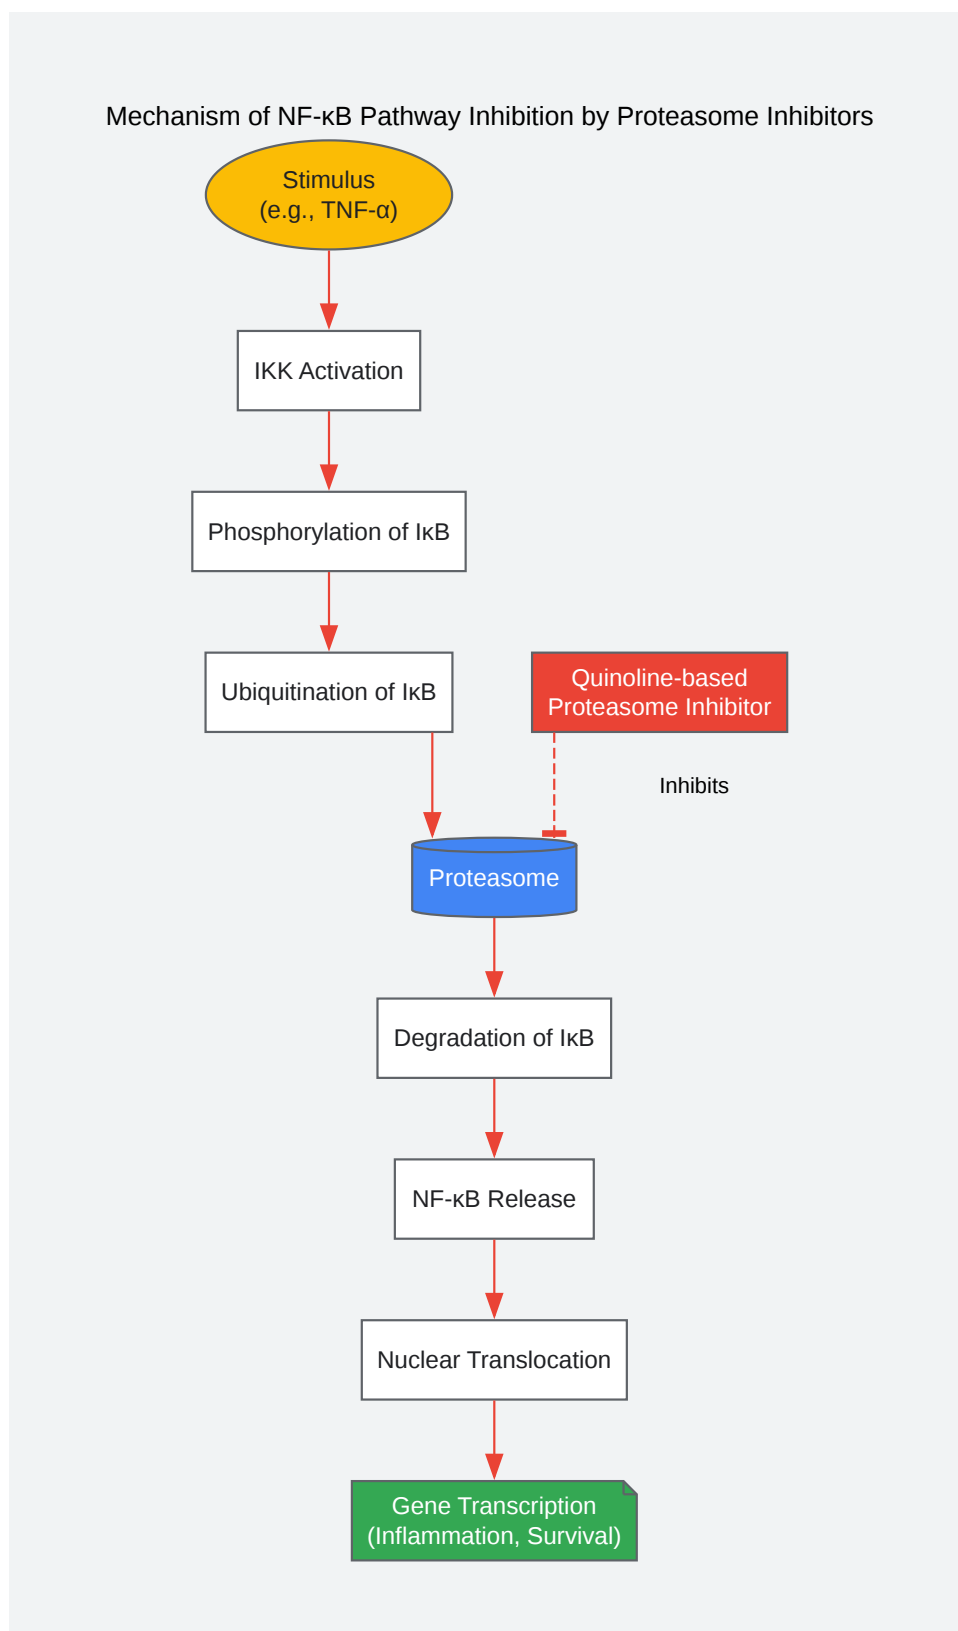 Mechanism of NF-κB Pathway Inhibition by Proteasome Inhibitors
Stimulus
(e.g., TNF-α)
IKK Activation
Phosphorylation of IκB
Ubiquitination of IκB
Quinoline-based
Proteasome Inhibitor
Inhibits
Proteasome
Degradation of IκB
NF-κB Release
Nuclear Translocation
Gene Transcription
(Inflammation, Survival)